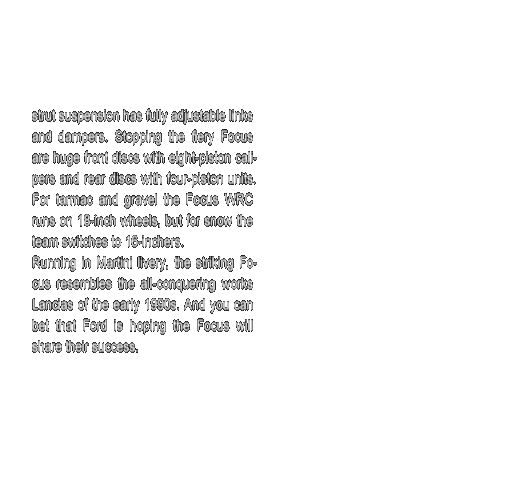 strut suspension has fully adjustable links
and dampers. Stopping the fiery Focus
are huge front discs with eight-piston cali-
pers and rear discs with four-piston units.
For tarmac and gravel the Focus WRC
runs on 18-inch wheels, but for snow the
team switches to 16-inchers.
Running in Martini livery, the striking Fo-
cus resembles the all-conquering works
Lancias of the early 1990s. And you can
bet that Ford is hoping the Focus will
share their success.